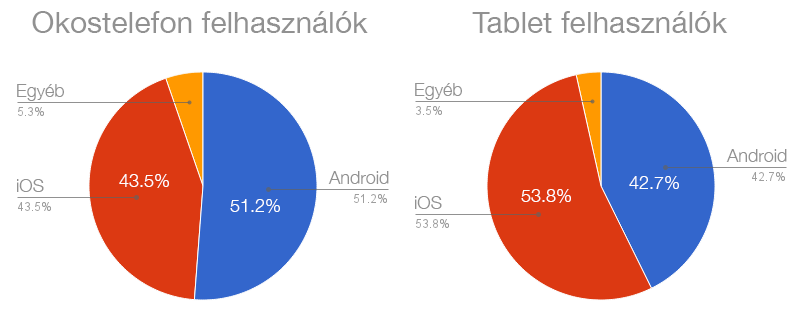 Okostelefon felhasználók
Egyéb
5.3%
iOS
43.5%
43.5%
51.2%
Android
51.2%
Tablet felhasználók
Egyéb
3.5%
iOS
53.8%
53.8%
42.7%
Android
42.7%